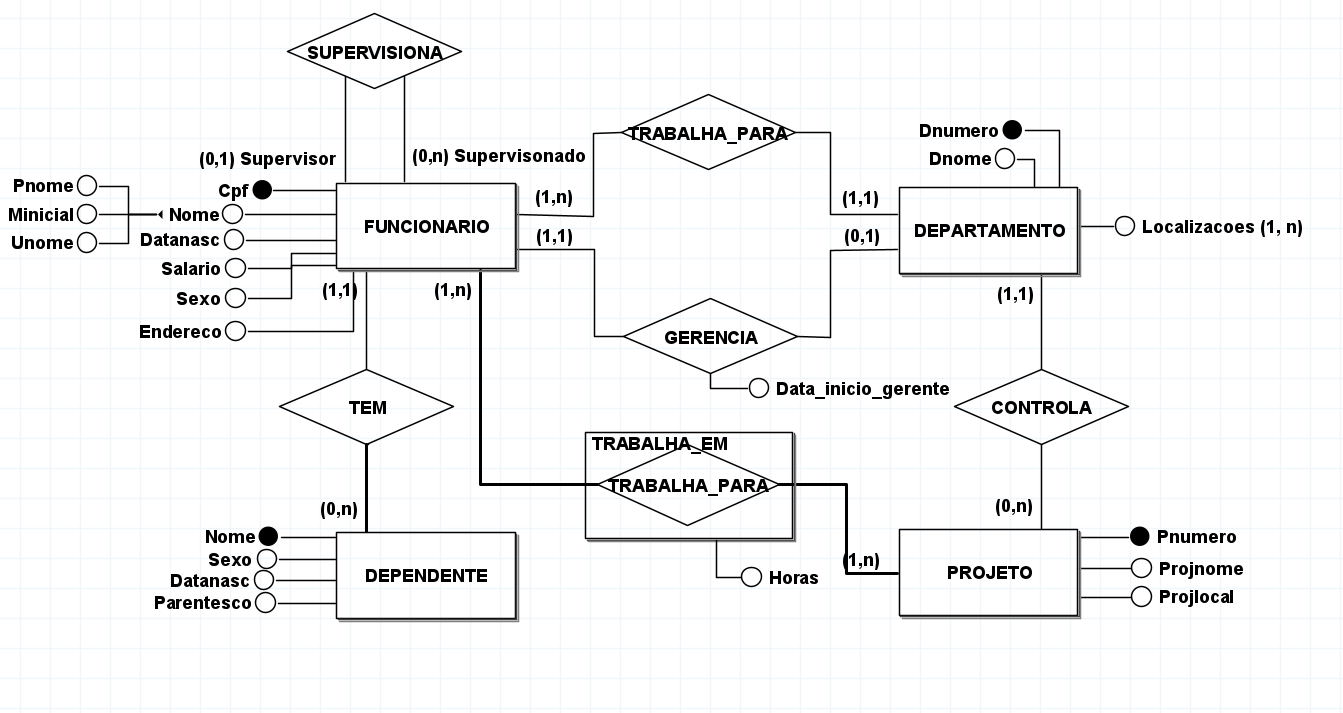 SUPERVISIONA
(0,1) Supervisor
(0,n) Supervisonado
TRABALHA_PARA
Dnumero
Dnome
Pnome
Minicial
Unome
Cpf
Nome
Datanasc
Salario
Sexo
Endereco
FUNCIONARIO
(1,n)
(1,1)
(1,1)
(0,1)
DEPARTAMENTO
Localizacoes (1, n)
(1,1)
(1,n)
(1,1)
GERENCIA
Data_inicio_gerente
TEM
CONTROLA
TRABALHA_EM
TRABALHA_PARA
(0,n)
(0,n)
Nome
Sexo
Datanasc
Parentesco
DEPENDENTE
Horas
(1,n)
PROJETO
Pnumero
Projnome
Projlocal